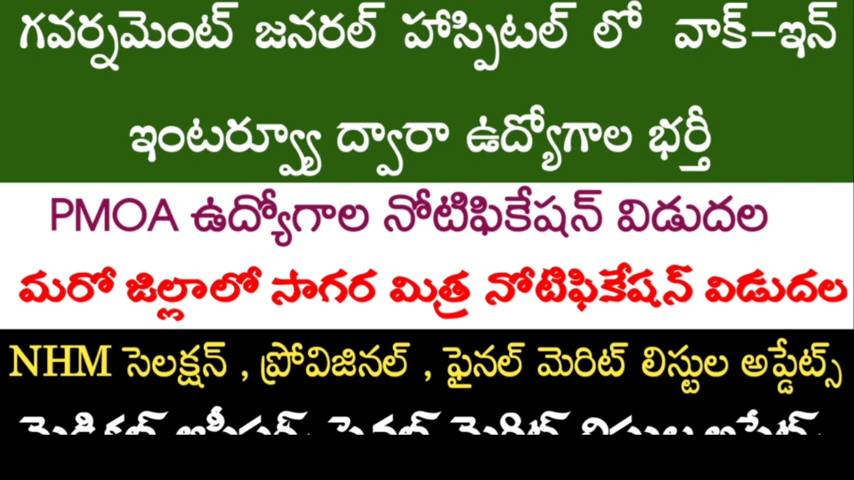 గవర్నమెంట్ జనరల్ హాస్పిటల్ లో వాక్-ఇన్
ఇంటర్వ్యూ ద్వారా ఉద్యోగాల భర్తీ
PMOA ఉద్యోగాల నోటిఫికేషన్ విడుదల
మరో జిల్లాలో సాగర మిత్ర నోటిఫికేషన్ విడుదల
NHM సెలక్షన్ , ప్రోవిజినల్ , ఫైనల్ మెరిట్ లిస్టుల అప్డేట్స్